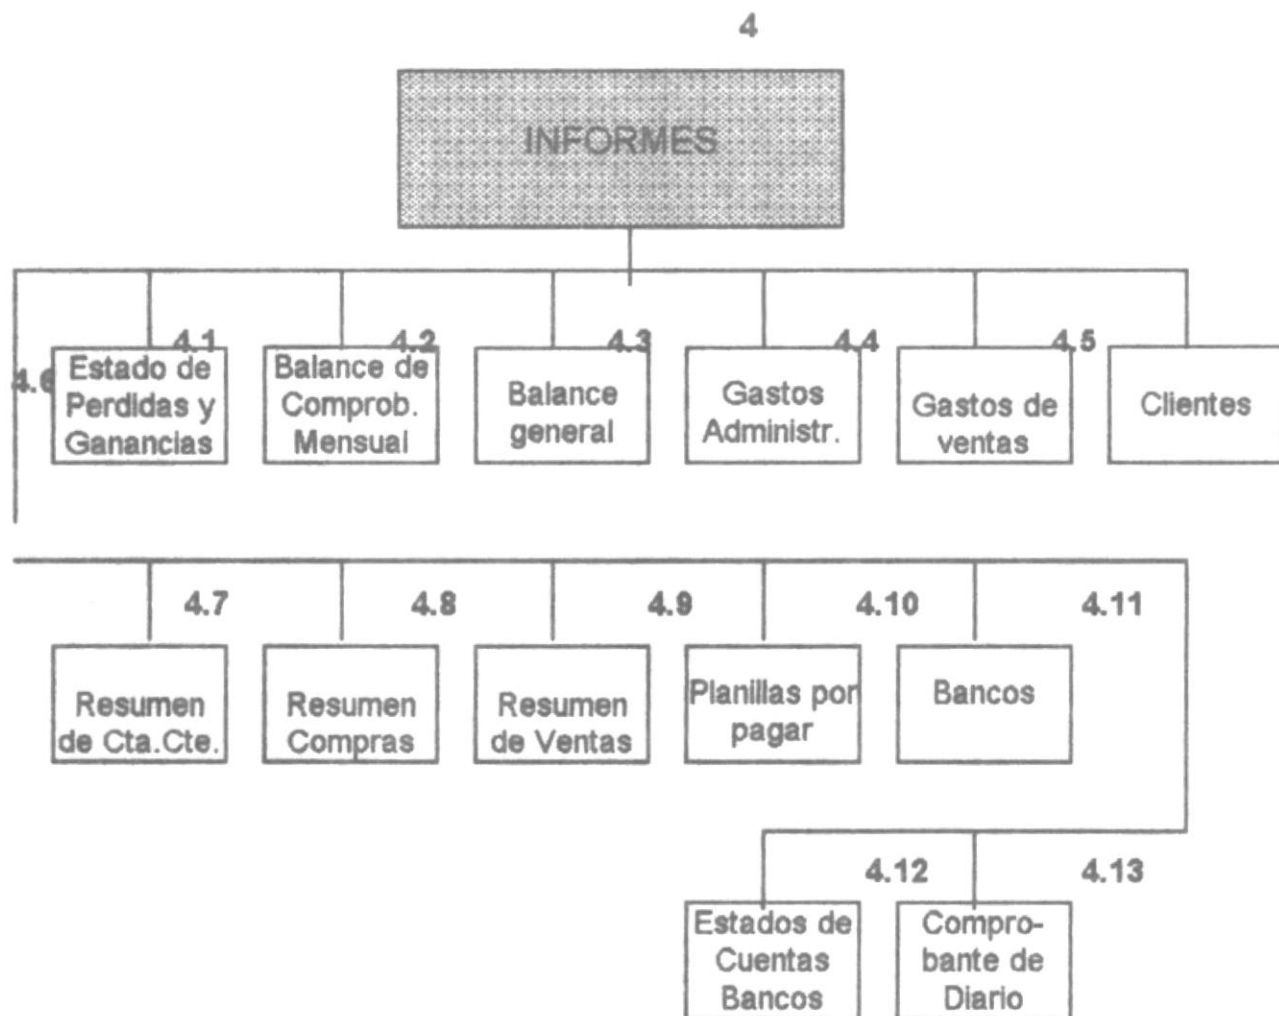 4
INFORMES
4.1
4.2
4.3
4.4
4.5
4.6
Estado de
Perdidas y
Ganancias
Balance de
Comprob.
Mensual
Balance
general
Gastos
Administr.
Gastos de
ventas
Clientes
4.7
4.8
4.9
4.10
4.11
Resumen
de Cta.Cte.
Resumen
Compras
Resumen
de Ventas
Planillas por
pagar
Bancos
4.12
4.13
Estados de
Cuentas
Bancos
Compro-
bante de
Diario